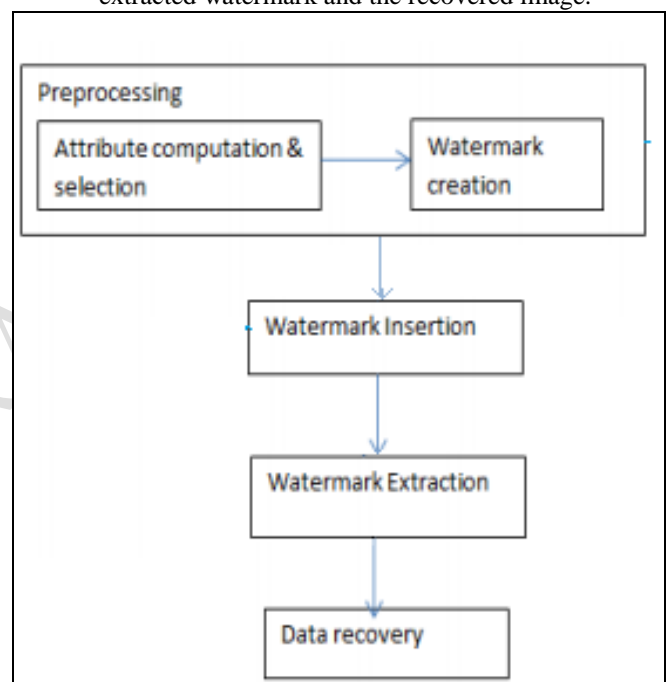 extracted watermark and the recovered image.
Preprocessing
Attribute computation &
selection
Watermark
creation
Watermark Insertion
Watermark Extraction
Data recovery